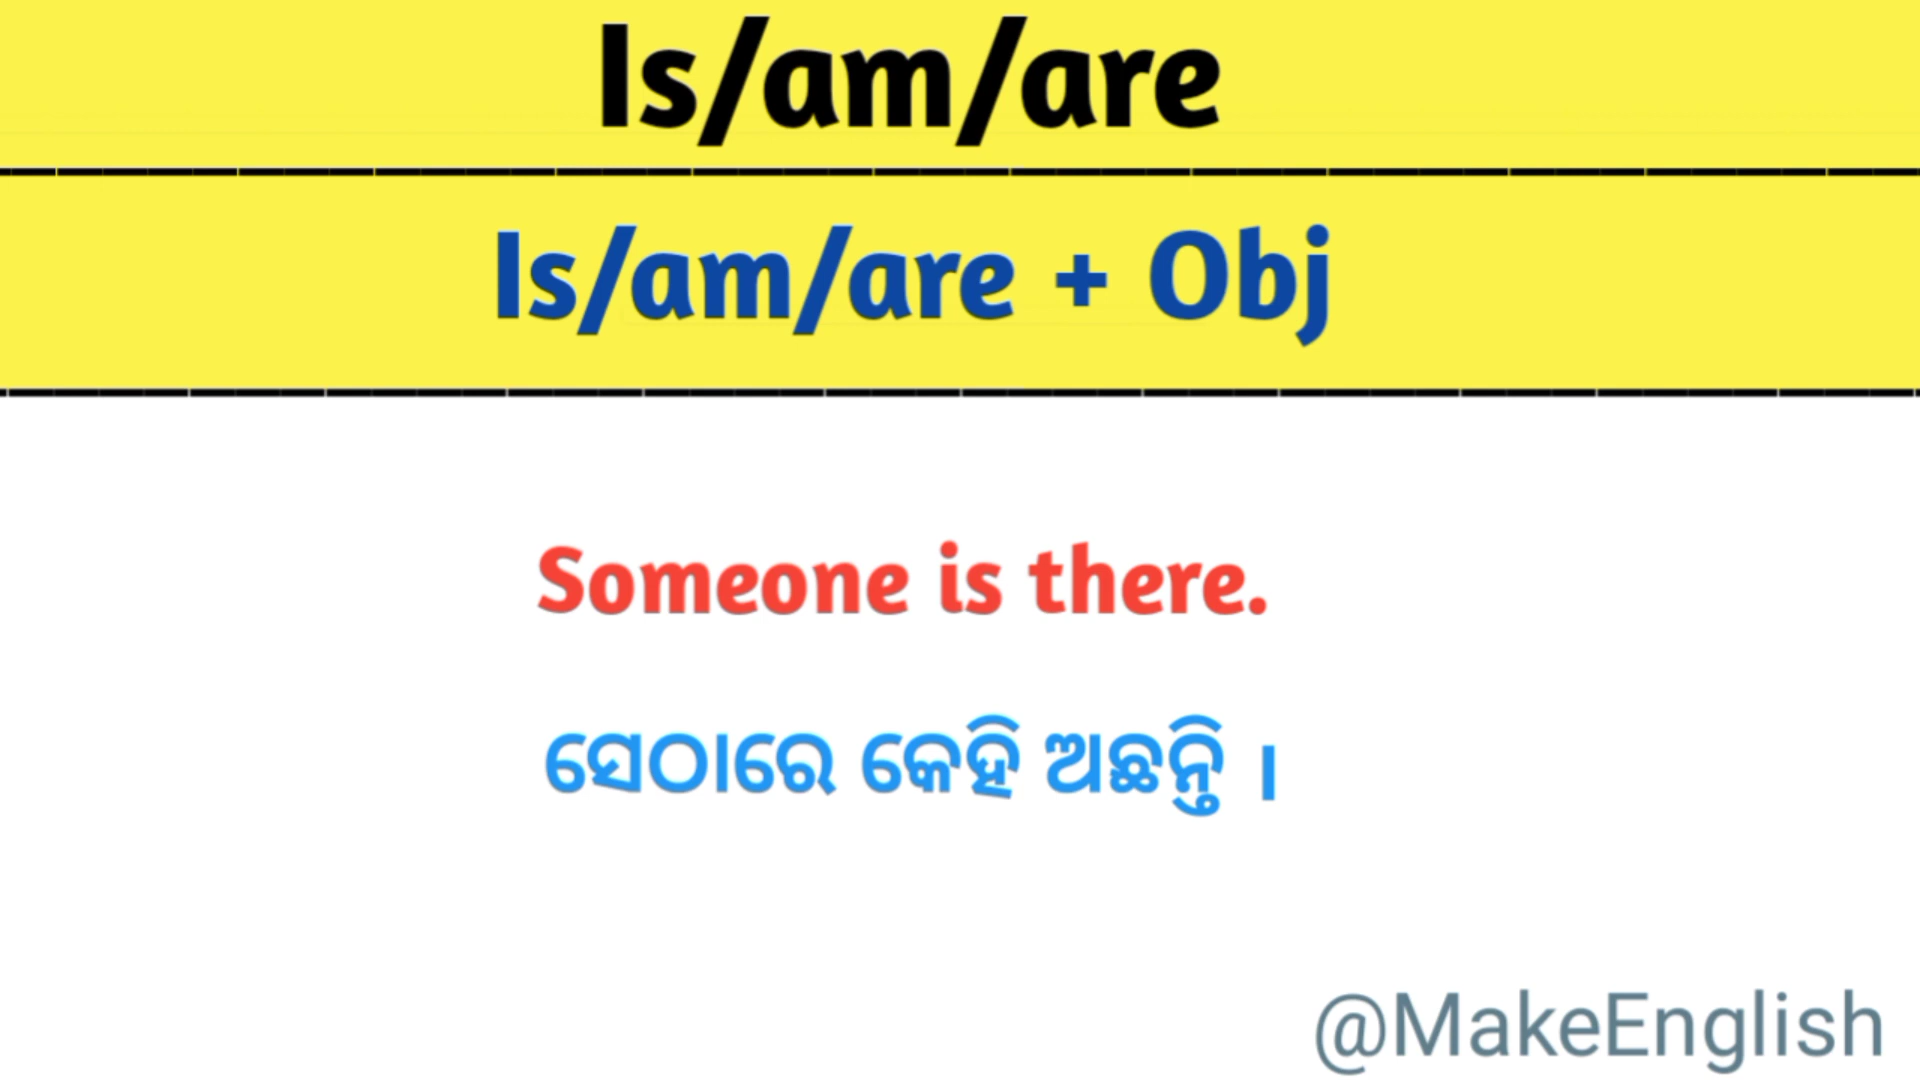 Is/am/are
Is/am/are + Obj
Someone is there.
ସେଠାରେ କେହି ଅଛନ୍ତି ।
@MakeEnglish